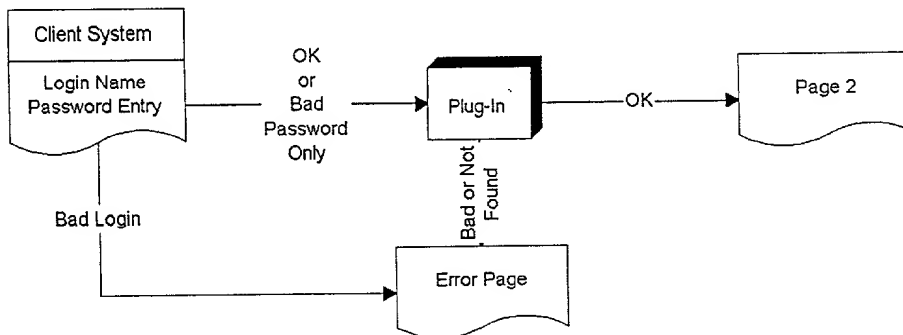 Client System
Login Name
Password Entry
OK
or
Bad
Password
Only
Plug-In
OK
Page 2
Bad Login
Bad or Not
Found
Error Page